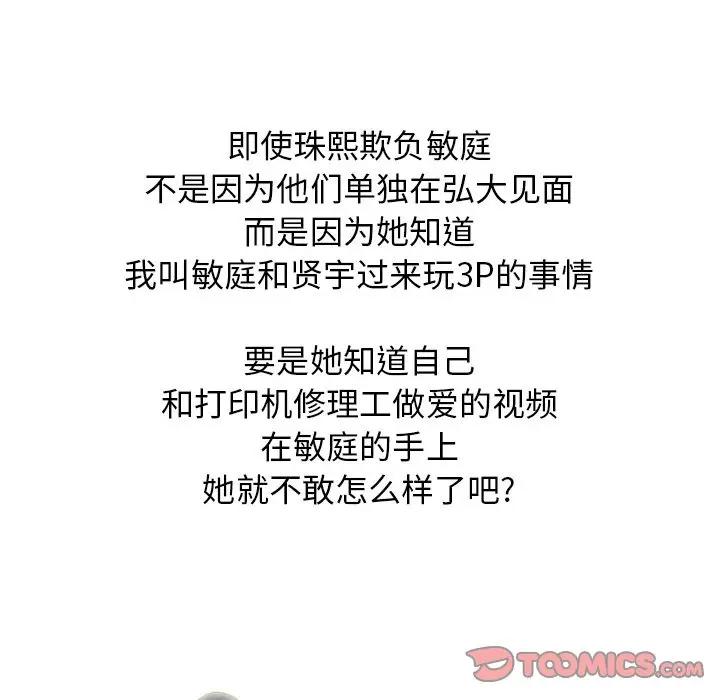 即使珠熙欺负敏庭
不是因为他们单独在弘大见面
而是因为她知道
我叫敏庭和贤宇过来玩3P的事情
要是她知道自己
和打印机修理工做爱的视频
在敏庭的手上
她就不敢怎么样了吧?
TOOMICS.COM